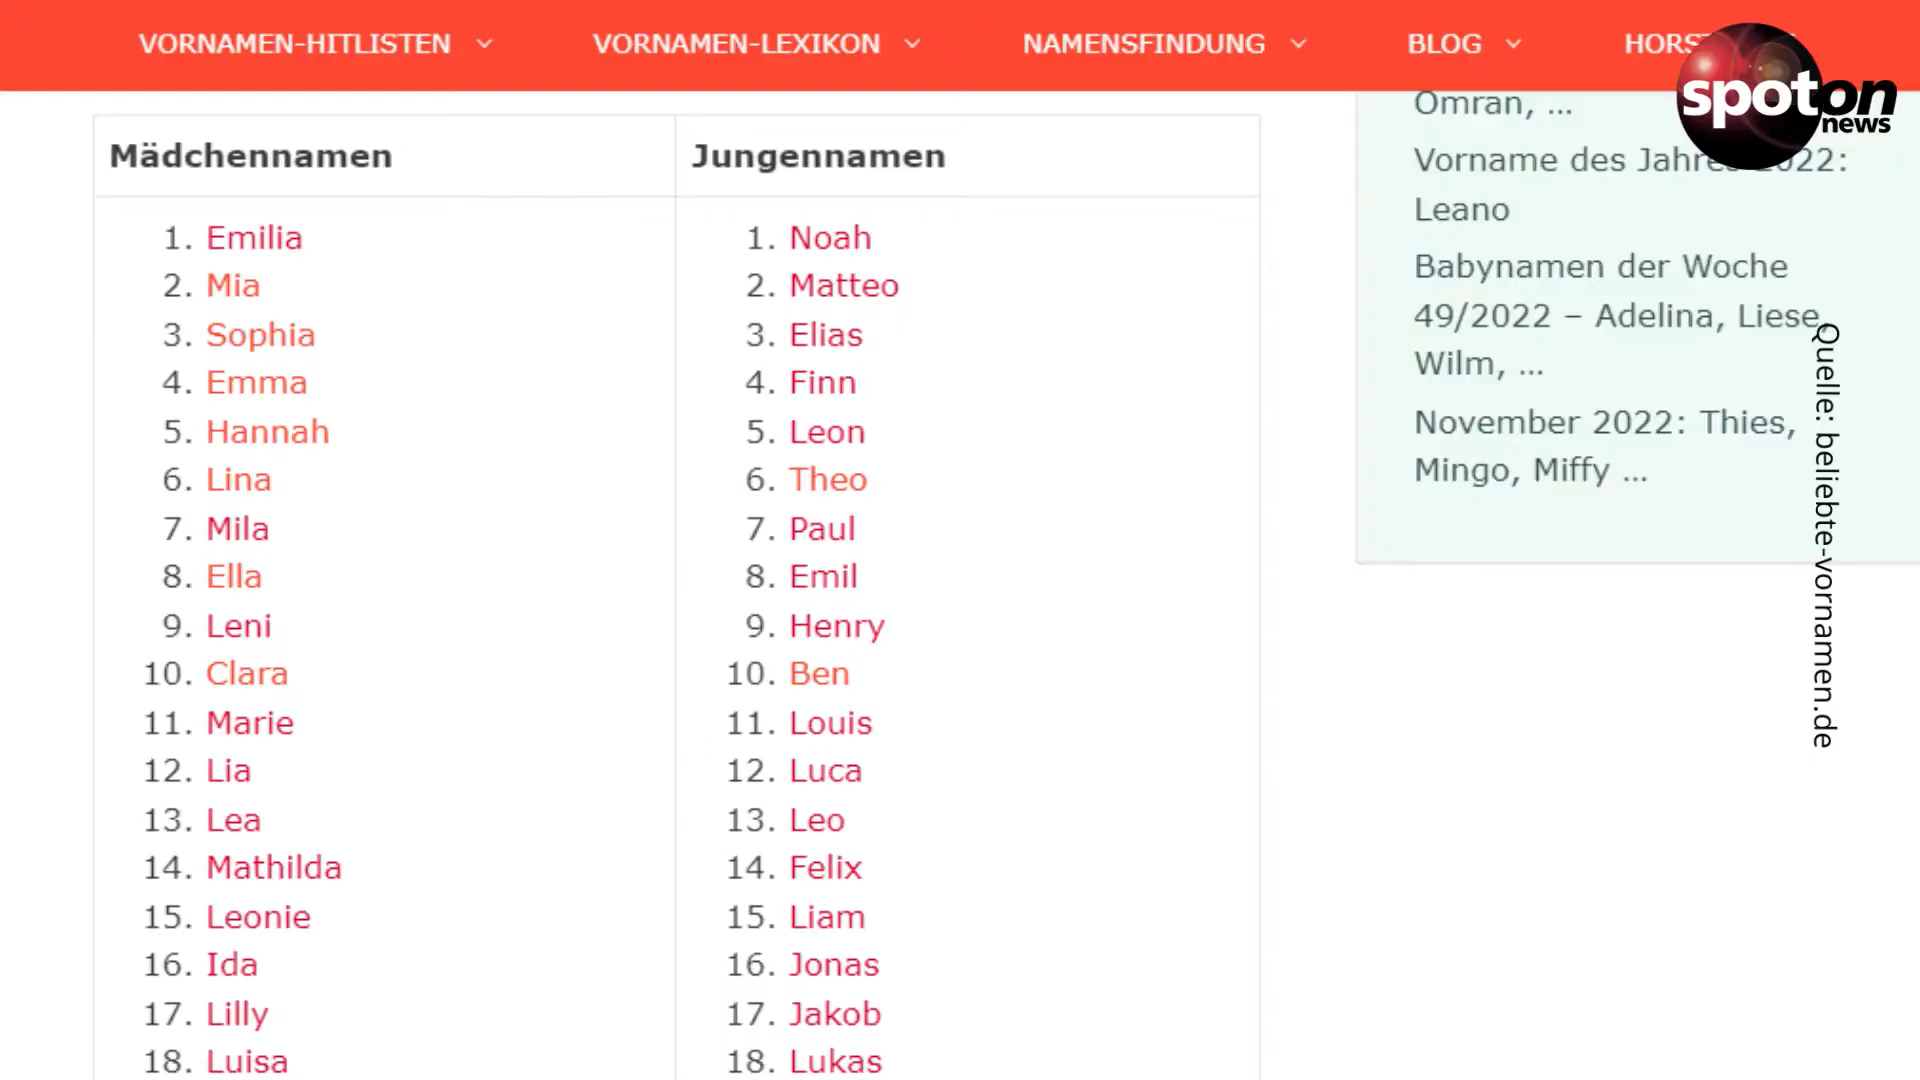 VORNAMEN-HITLISTEN
VORNAMEN-LEXIKON
NAMENSFINDUNG
BLOG
spoton
news
Mädchennamen
1. Emilia
2. Mia
3. Sophia
4. Emma
5. Hannah
6. Lina
7. Mila
8. Ella
9. Leni
10. Clara
11. Marie
12. Lia
13. Lea
14. Mathilda
15. Leonie
16. Ida
17. Lilly
18. Luisa
Jungennamen
1. Noah
2. Matteo
3. Elias
4. Finn
5. Leon
6. Theo
7. Paul
8. Emil
9. Henry
10. Ben
11. Louis
12. Luca
13. Leo
14. Felix
15. Liam
16. Jonas
17. Jakob
18. Lukas
Omran, ...
Vorname des Jahres 2022:
Leano
Babynamen der Woche
49/2022 – Adelina, Liese,
Wilm, ...
November 2022: Thies,
Mingo, Miffy ...
Quelle: beliebte-vornamen.de